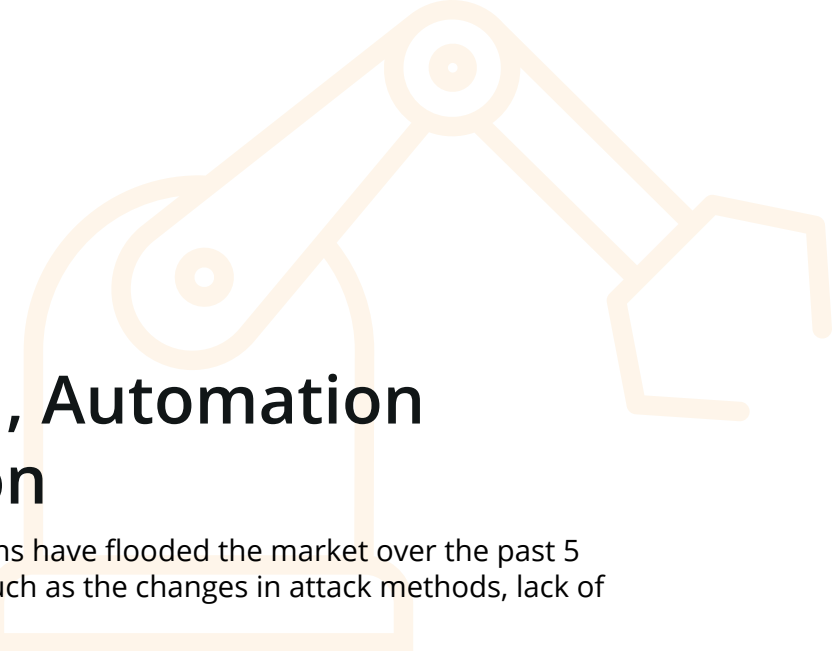 , Automation
on
ns have flooded the market over the past 5
uch as the changes in attack methods, lack of